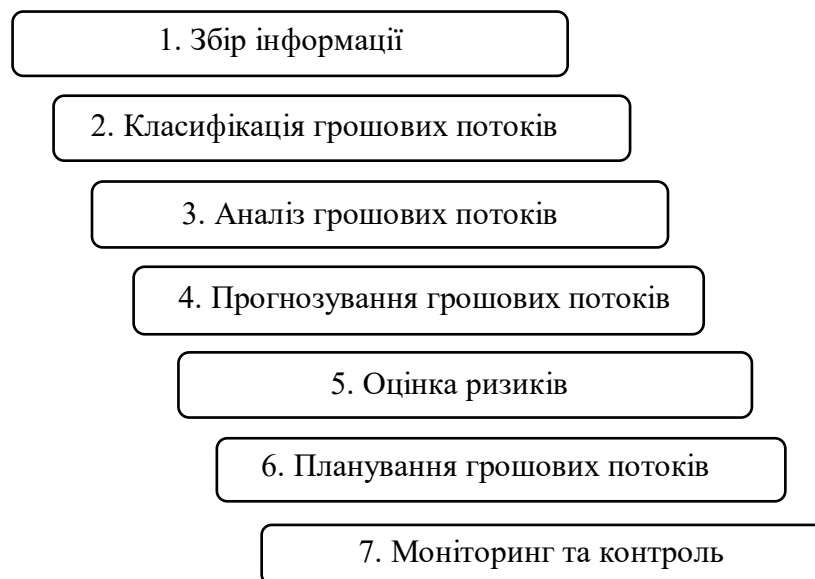 1. Збір інформації
2. Класифікація грошових потоків
3. Аналіз грошових потоків
4. Прогнозування грошових потоків
5. Оцінка ризиків
6. Планування грошових потоків
7. Моніторинг та контроль